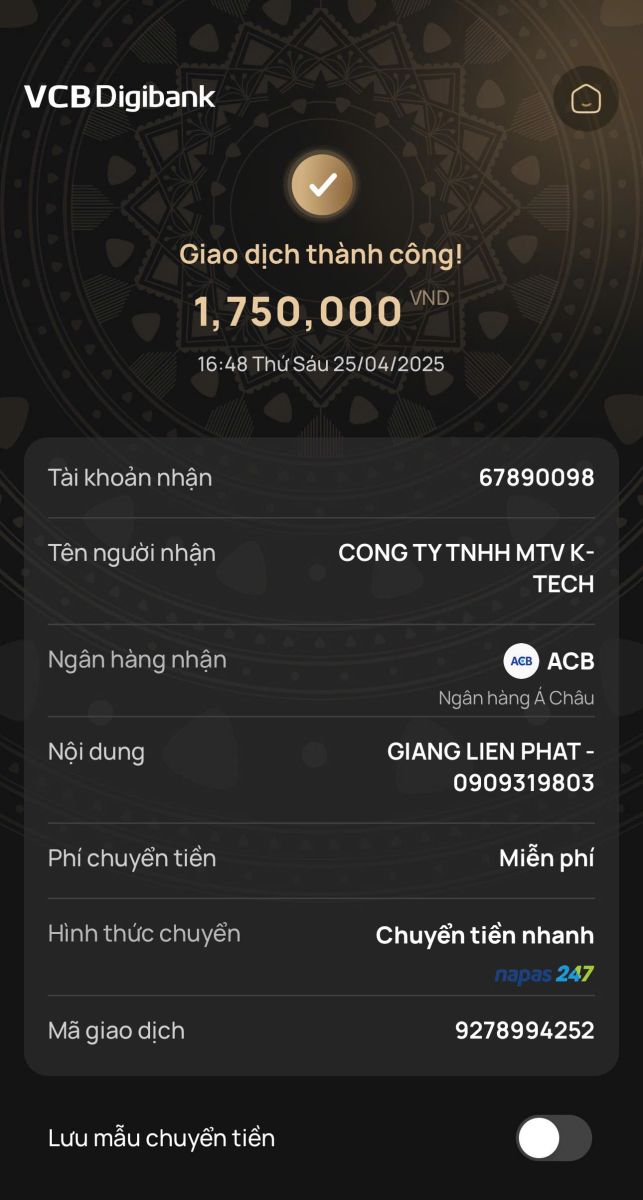 VCB Digibank
Giao dịch thành công!
1,750,000 VND
16:48 Thứ Sáu 25/04/2025
Tài khoản nhận 67890098
Tên người nhận CONG TY TNHH MTV K-
TECH
Ngân hàng nhận ACB ACB
Ngân hàng Á Châu
Nội dung GIANG LIEN PHAT -
0909319803
Phí chuyển tiền Miễn phí
Hình thức chuyển Chuyển tiền nhanh
napas 247
Mã giao dịch 9278994252
Lưu mẫu chuyển tiền